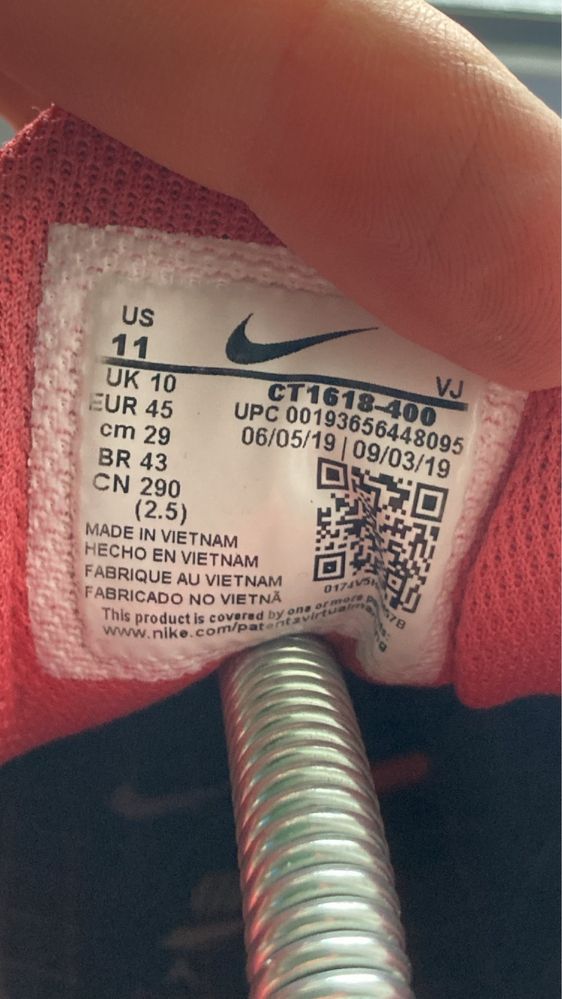 US
11
VJ
UK 10
EUR 45
cm 29
BR 43
CN 290
(2.5)
CT1618-400
UPC 00193656448095
06/05/19 | 09/03/19
MADE IN VIETNAM
HECHO EN VIETNAM
FABRIQUE AU VIETNAM
FABRICADO NO VIETNÃ
This product is covered by one or more
www.nike.com/patents